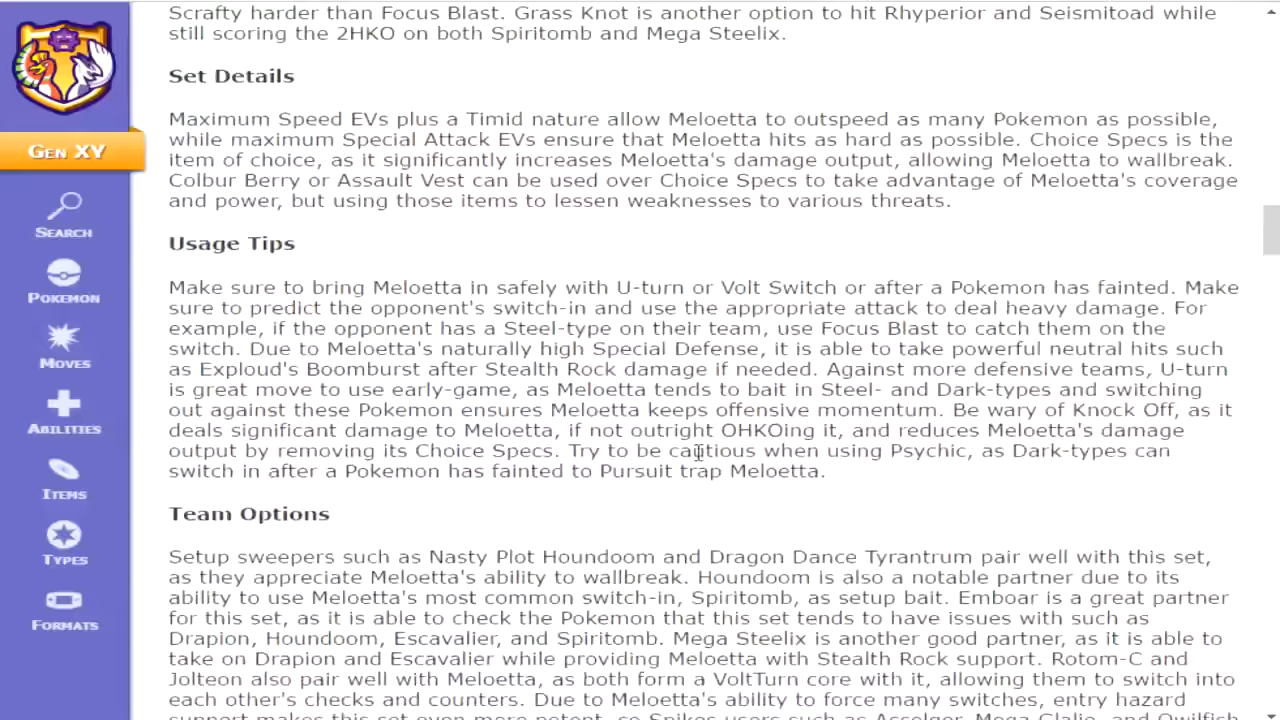 Scrafty harder than Focus Blast. Grass Knot is another option to hit Rhyperior and Seismitoad while
still scoring the 2HKO on both Spiritomb and Mega Steelix.
Set Details
Maximum Speed EVs plus a Timid nature allow Meloetta to outspeed as many Pokemon as possible,
while maximum Special Attack EVs ensure that Meloetta hits as hard as possible. Choice Specs is the
item of choice, as it significantly increases Meloetta's damage output, allowing Meloetta to wallbreak.
Colbur Berry or Assault Vest can be used over Choice Specs to take advantage of Meloetta's coverage
and power, but using those items to lessen weaknesses to various threats.
Usage Tips
Make sure to bring Meloetta in safely with U-turn or Volt Switch or after a Pokemon has fainted. Make
sure to predict the opponent's switch-in and use the appropriate attack to deal heavy damage. For
example, if the opponent has a Steel-type on their team, use Focus Blast to catch them on the
switch. Due to Meloetta's naturally high Special Defense, it is able to take powerful neutral hits such
as Exploud's Boomburst after Stealth Rock damage if needed. Against more defensive teams, U-turn
is great move to use early-game, as Meloetta tends to bait in Steel- and Dark-types and switching
out against these Pokemon ensures Meloetta keeps offensive momentum. Be wary of Knock Off, as it
deals significant damage to Meloetta, if not outright OHKOing it, and reduces Meloetta's damage
output by removing its Choice Specs. Try to be cautious when using Psychic, as Dark-types can
switch in after a Pokemon has fainted to Pursuit trap Meloetta.
Team Options
Setup sweepers such as Nasty Plot Houndoom and Dragon Dance Tyrantrum pair well with this set,
as they appreciate Meloetta's ability to wallbreak. Houndoom is also a notable partner due to its
ability to use Meloetta's most common switch-in, Spiritomb, as setup bait. Emboar is a great partner
for this set, as it is able to check the Pokemon that this set tends to have issues with such as
Drapion, Houndoom, Escavalier, and Spiritomb. Mega Steelix is another good partner, as it is able to
take on Drapion and Escavalier while providing Meloetta with Stealth Rock support. Rotom-C and
Jolteon also pair well with Meloetta, as both form a VoltTurn core with it, allowing them to switch into
each other's checks and counters. Due to Meloetta's ability to force many switches, entry hazard
support makes this set even more potent, so Spikes users such as Accelgor, Mega Glalie, and Qwilfish
GEN XY
SEARCH
POKEMON
MOVES
ABILITIES
ITEMS
TYPES
FORMATS